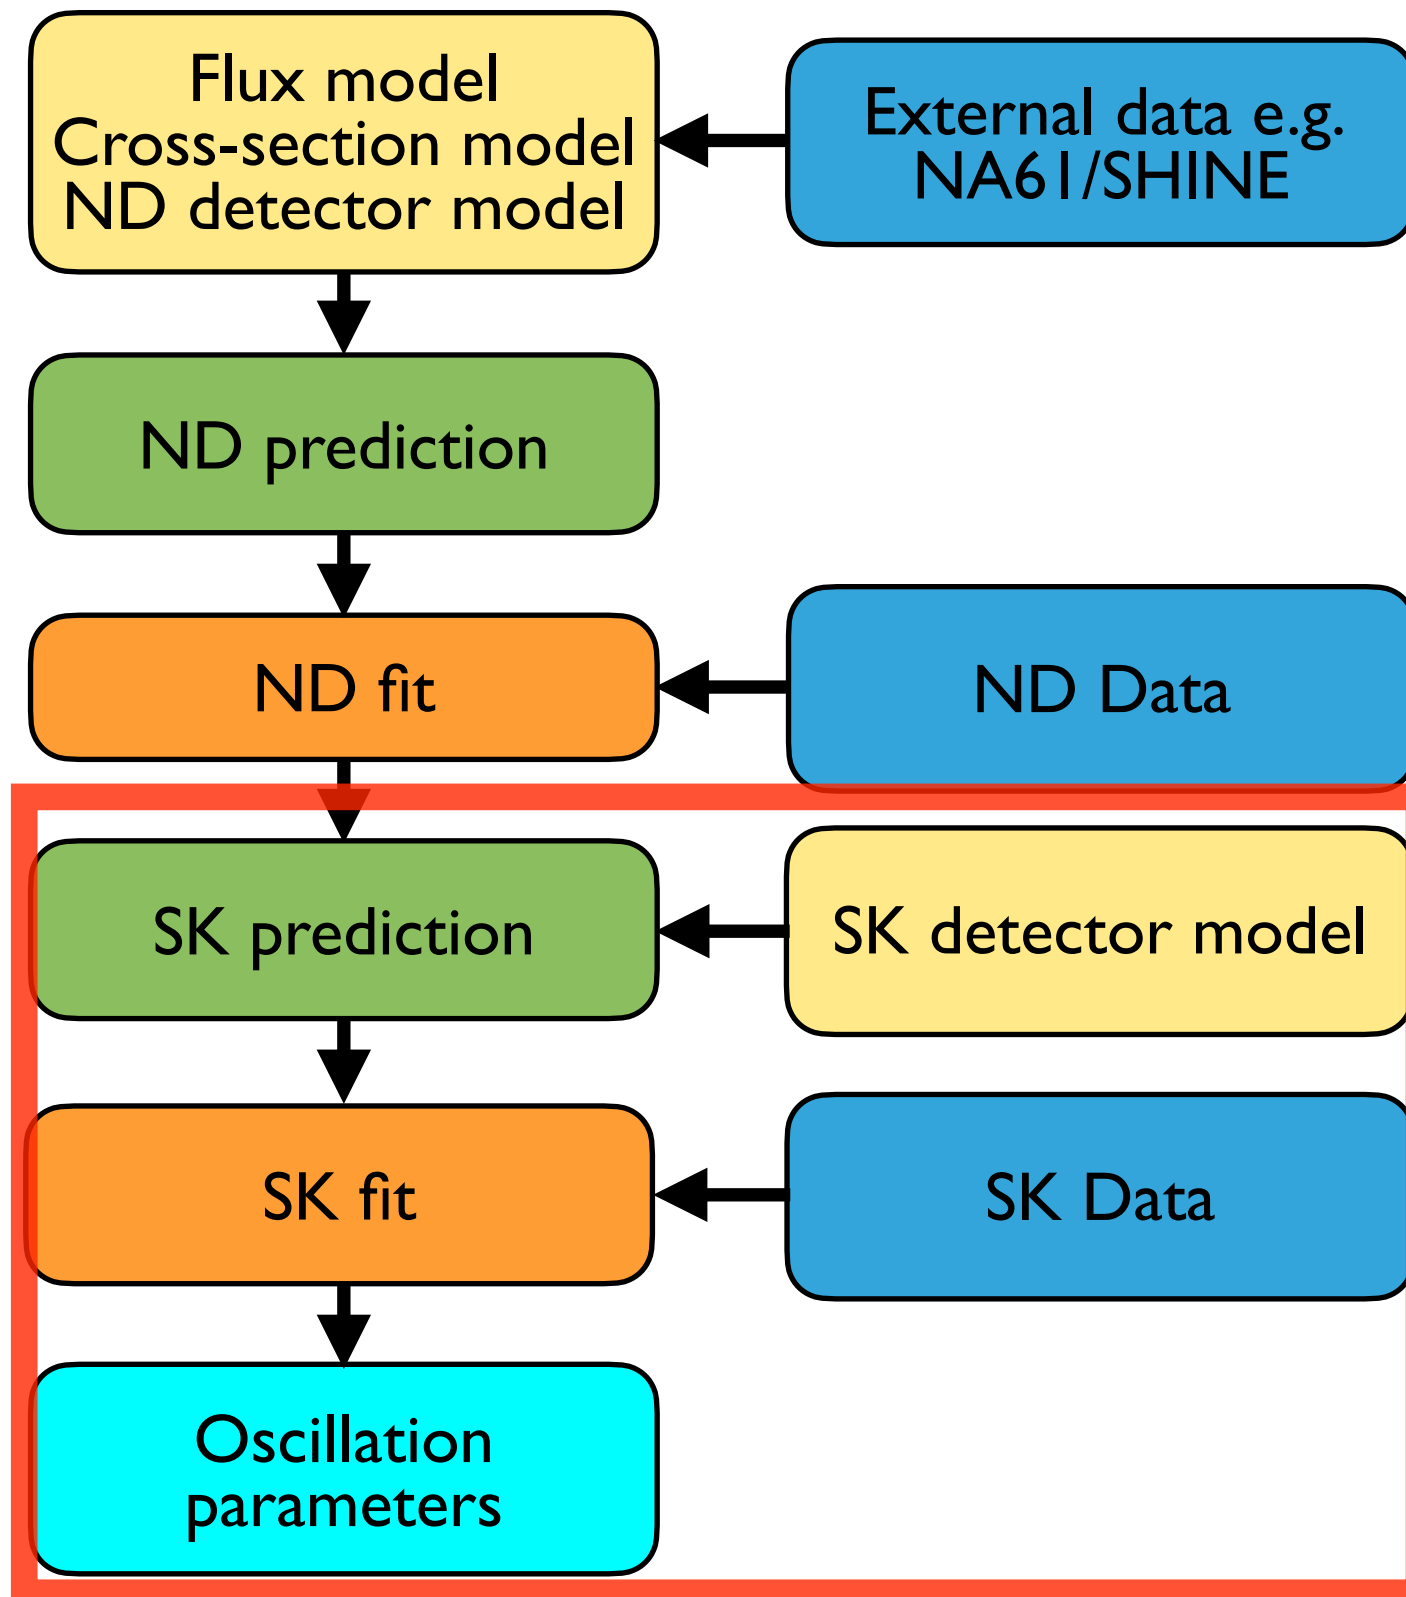 Flux model
Cross-section model
ND detector model
External data e.g.
NA61/SHINE
ND prediction
ND fit
ND Data
SK prediction
SK detector model
SK fit
SK Data
Oscillation
parameters